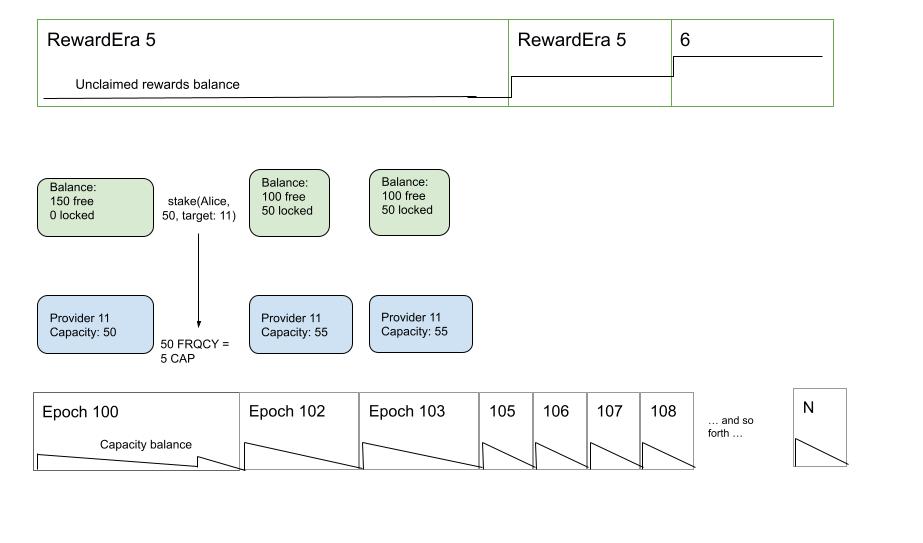 RewardEra 5
RewardEra 5
6
Unclaimed rewards balance
Balance:
150 free
0 locked
stake(Alice,
50, target: 11)
Balance:
100 free
50 locked
Balance:
100 free
50 locked
Provider 11
Capacity: 50
50 FRQCY =
5 CAP
Provider 11
Capacity: 55
Provider 11
Capacity: 55
Epoch 100
Capacity balance
Epoch 102
Epoch 103
105
106
107
108
… and so
forth …
N